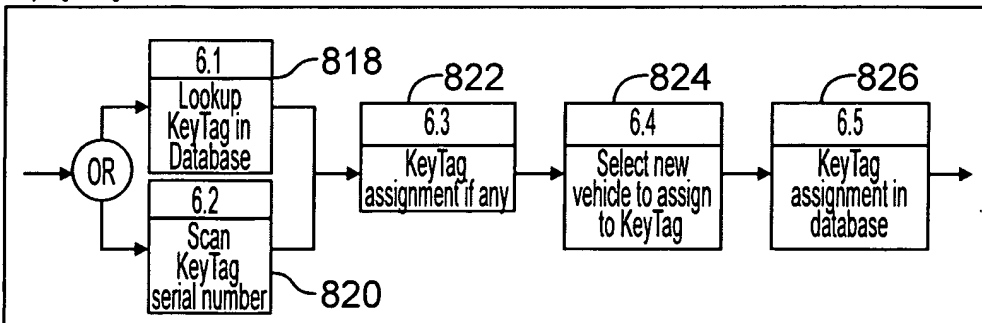 6.1
818
Lookup
KeyTag in
Database
OR
6.2
Scan
KeyTag
serial number
820
822
6.3
KeyTag
assignment if any
824
6.4
Select new
vehicle to assign
to KeyTag
826
6.5
KeyTag
assignment in
database